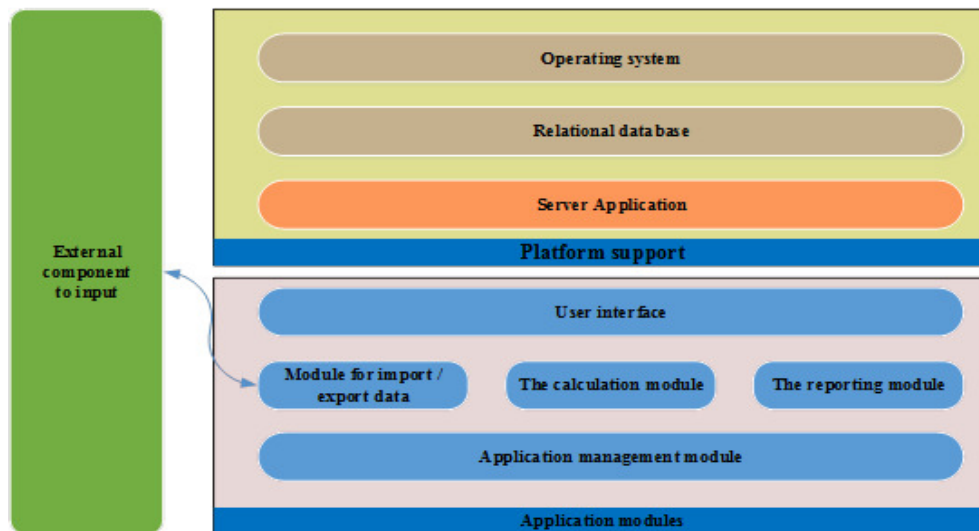 Operating system
Relational database
Server Application
Platform support
External
component
to input
User interface
Module for import /
export data
The calculation module
The reporting module
Application management module
Application modules